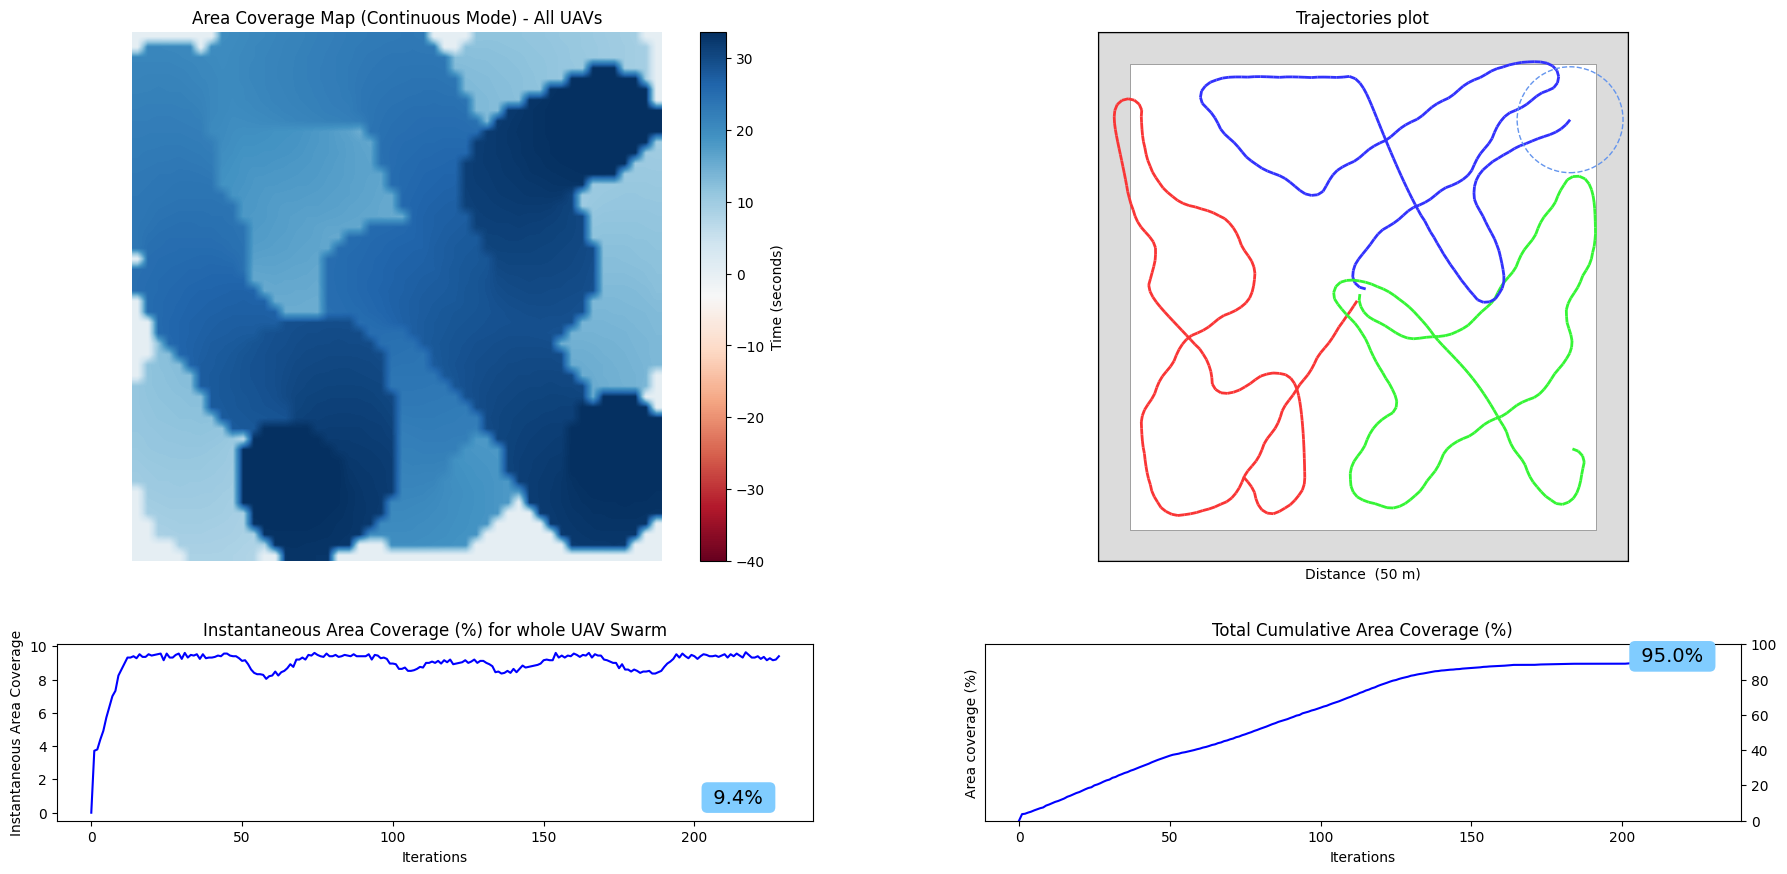 Area Coverage Map (Continuous Mode) - All UAVs
30
20
10
0
−10
−20
−30
−40
Time (seconds)
Trajectories plot
Distance  (50 m)
Instantaneous Area Coverage (%) for whole UAV Swarm
Instantaneous Area Coverage
10
8
6
4
2
0
9.4%
0 50 100 150 200
Iterations
Total Cumulative Area Coverage (%)
Area coverage (%)
95.0%
100
80
60
40
20
0
0 50 100 150 200
Iterations